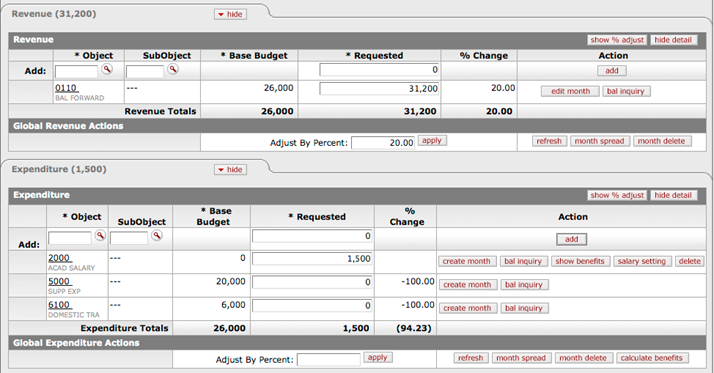 Revenue (31,200) hide
Revenue show % adjust hide detail
* Object SubObject * Base Budget * Requested % Change Action
Add: 0 add
0110 --- 26,000 31,200 20.00 edit month bal inquiry
BAL FORWARD
Revenue Totals 26,000 31,200 20.00
Global Revenue Actions
Adjust By Percent: 20.00 apply refresh month spread month delete
Expenditure (1,500) hide
Expenditure show % adjust hide detail
* Object SubObject * Base Budget * Requested % Change Action
Add: 0 add
2000 --- 0 1,500 create month bal inquiry show benefits salary setting delete
ACAD SALARY
5000 --- 20,000 0 -100.00 create month bal inquiry
SUPP EXP
6100 --- 6,000 0 -100.00 create month bal inquiry
DOMESTIC TRA
Expenditure Totals 26,000 1,500 (94.23)
Global Expenditure Actions
Adjust By Percent: apply refresh month spread month delete calculate benefits